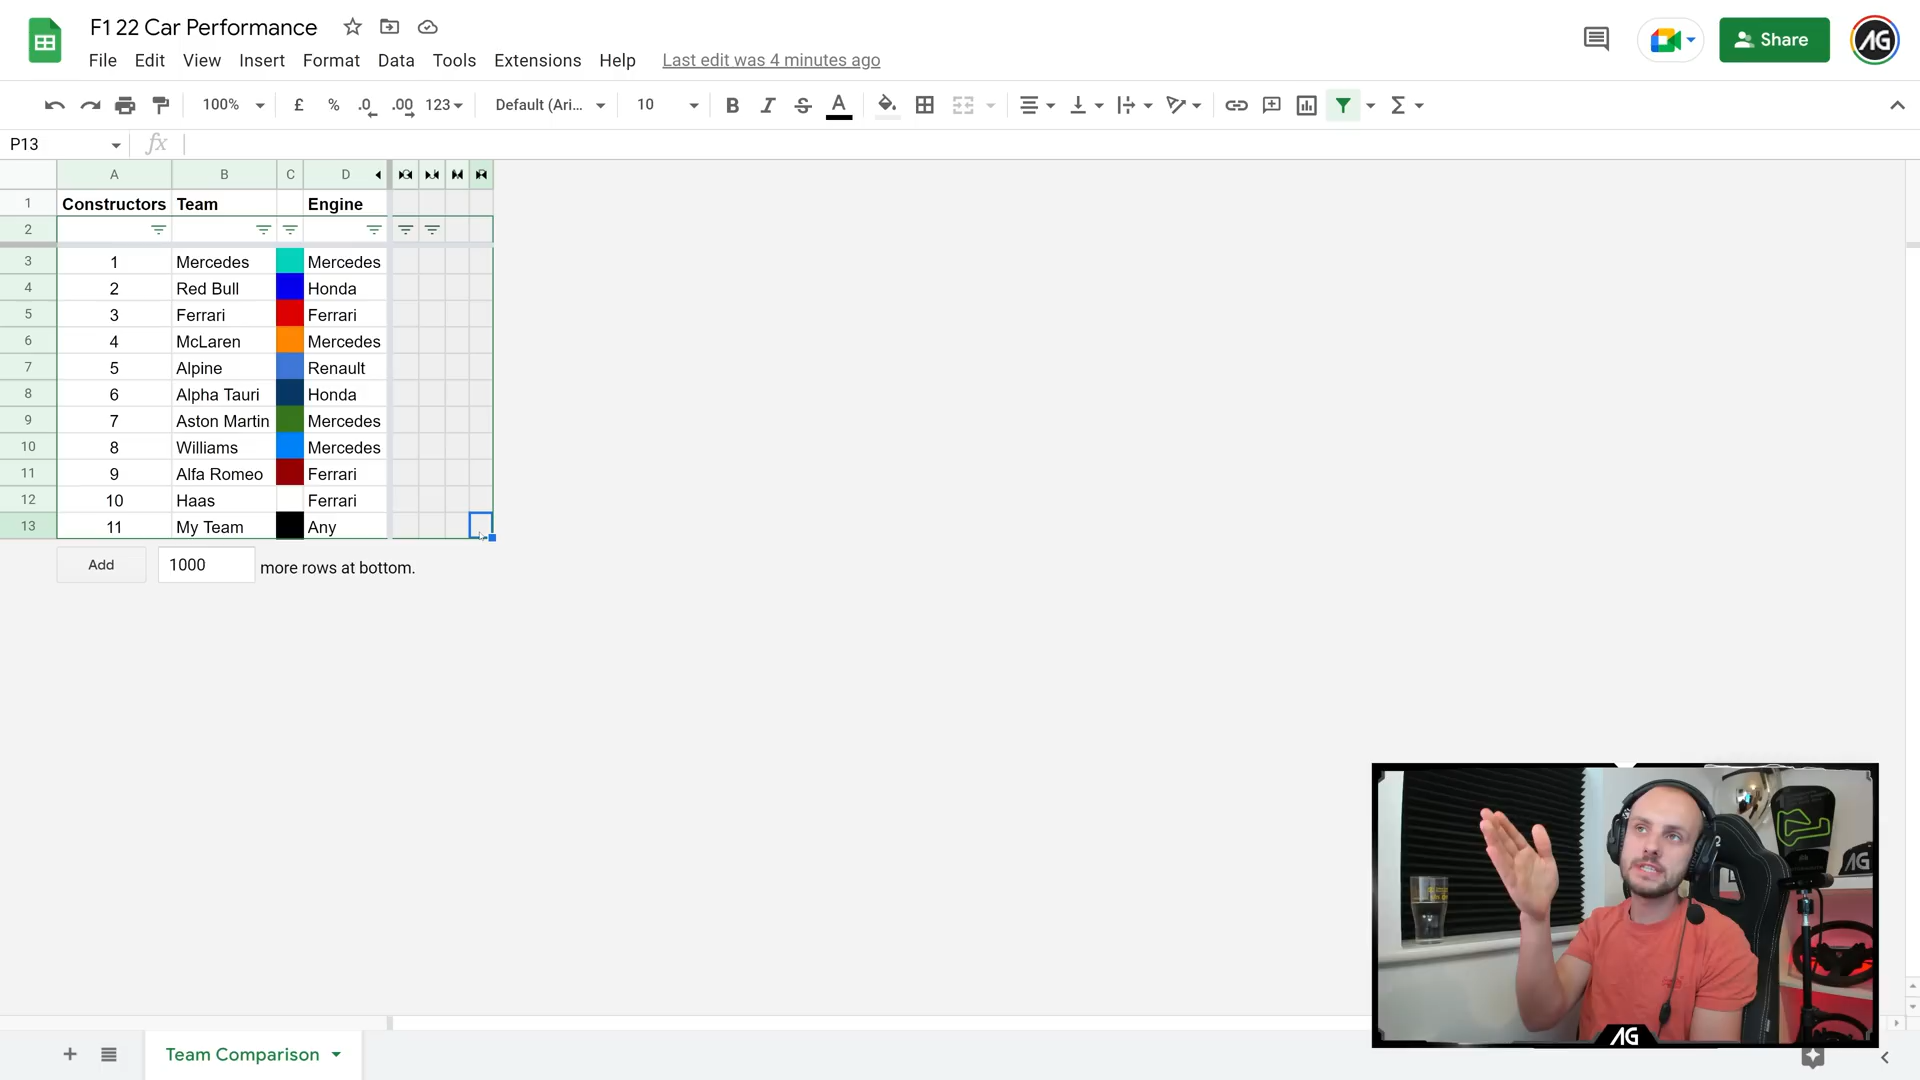 F1 22 Car Performance
File Edit View Insert Format Data Tools Extensions Help Last edit was 4 minutes ago
Share
AG
100% £ % .0 .00 123 Default (Ari... 10 B I S A Σ
P13 fx
A B C D G J M P
1 Constructors Team Engine
2
3 1 Mercedes Mercedes
4 2 Red Bull Honda
5 3 Ferrari Ferrari
6 4 McLaren Mercedes
7 5 Alpine Renault
8 6 Alpha Tauri Honda
9 7 Aston Martin Mercedes
10 8 Williams Mercedes
11 9 Alfa Romeo Ferrari
12 10 Haas Ferrari
13 11 My Team Any
Add 1000 more rows at bottom.
AG
AG
Team Comparison